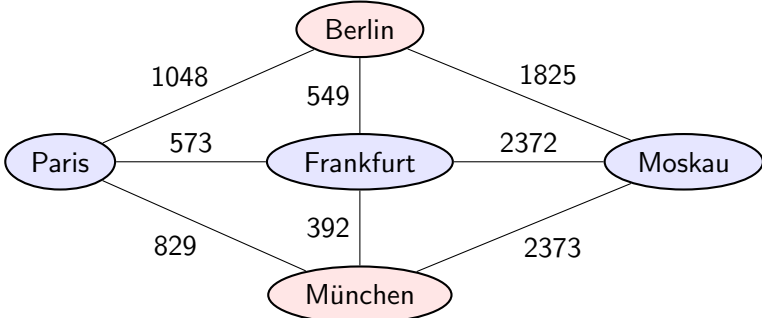 Berlin
1048
1825
549
573
2372
Paris
Frankfurt
Moskau
392
829
2373
München